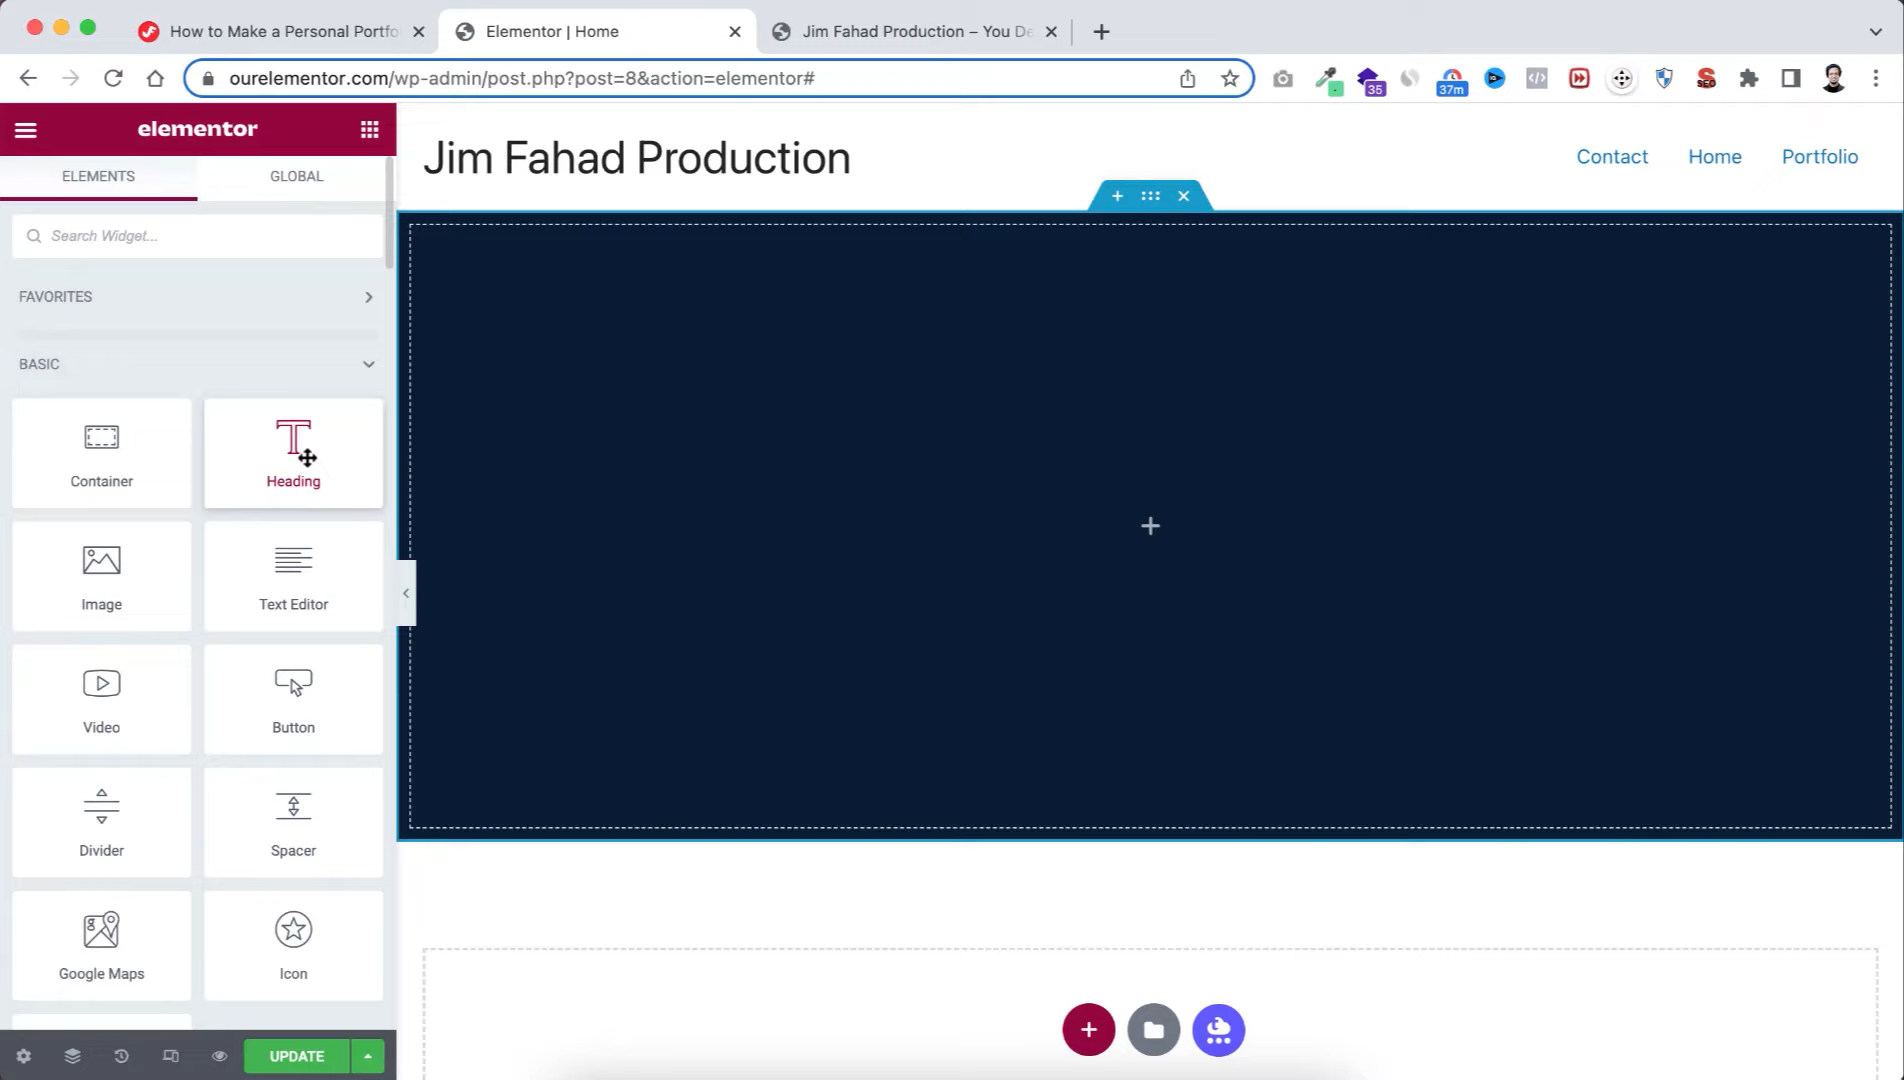 How to Make a Personal Portfo
Elementor | Home
Jim Fahad Production – You De
ourelementor.com/wp-admin/post.php?post=8&action=elementor#
35
37m
SEO
elementor
ELEMENTS
GLOBAL
Search Widget...
FAVORITES
BASIC
Container
Heading
Image
Text Editor
Video
Button
Divider
Spacer
Google Maps
Icon
UPDATE
Jim Fahad Production
Contact
Home
Portfolio